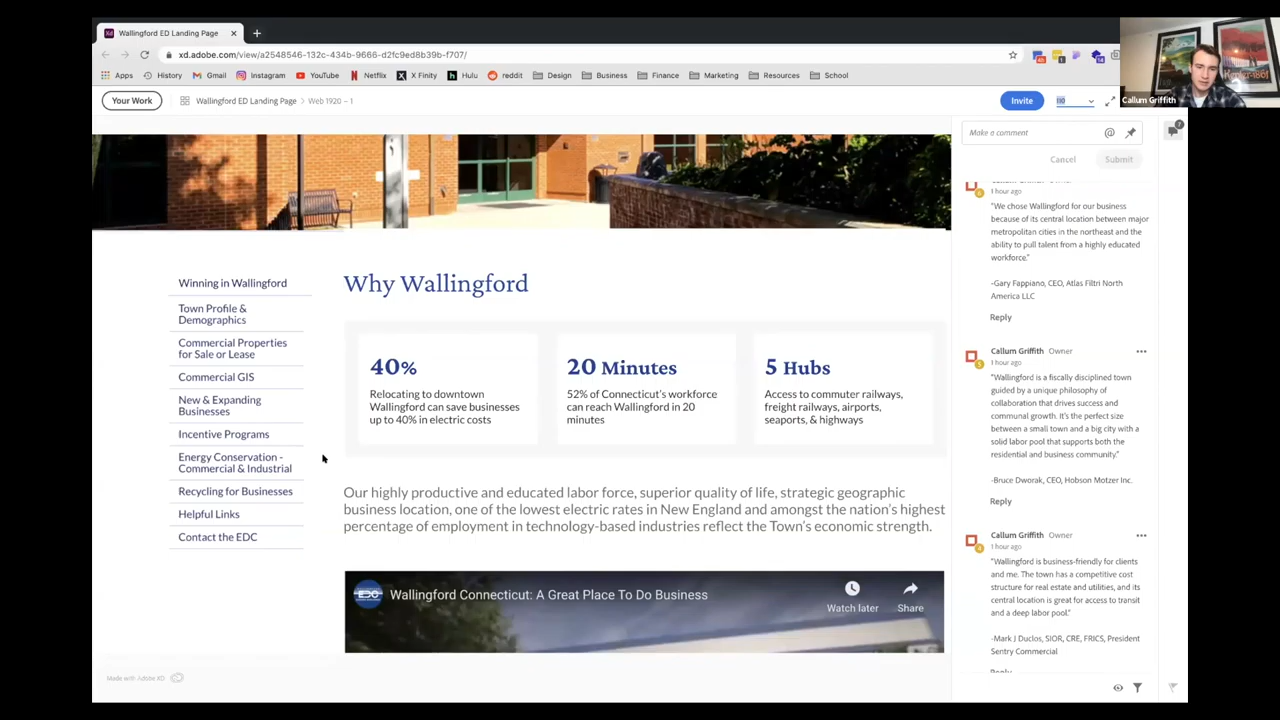 Wallingford ED Landing Page
xd.adobe.com/view/a2548546-132c-434b-9666-d2fc9ed8b39b-f707/
Apps
History
Gmail
Instagram
YouTube
Netflix
X Finity
Hulu
reddit
Design
Business
Finance
Marketing
Resources
School
Callum Griffith
Your Work
Wallingford ED Landing Page > Web 1920 – 1
Invite
110
Winning in Wallingford
Town Profile &
Demographics
Commercial Properties
for Sale or Lease
Commercial GIS
New & Expanding
Businesses
Incentive Programs
Energy Conservation -
Commercial & Industrial
Recycling for Businesses
Helpful Links
Contact the EDC
Why Wallingford
40%
Relocating to downtown
Wallingford can save businesses
up to 40% in electric costs
20 Minutes
52% of Connecticut's workforce
can reach Wallingford in 20
minutes
5 Hubs
Access to commuter railways,
freight railways, airports,
seaports, & highways
Our highly productive and educated labor force, superior quality of life, strategic geographic
business location, one of the lowest electric rates in New England and amongst the nation's highest
percentage of employment in technology-based industries reflect the Town's economic strength.
EDC
Wallingford Connecticut: A Great Place To Do Business
Watch later
Share
Made with Adobe XD
Make a comment
@
Cancel
Submit
1 hour ago
"We chose Wallingford for our business
because of its central location between major
metropolitan cities in the northeast and the
ability to pull talent from a highly educated
workforce."
-Gary Fappiano, CEO, Atlas Filtri North
America LLC
Reply
Callum Griffith Owner
1 hour ago
"Wallingford is a fiscally disciplined town
guided by a unique philosophy of
collaboration that drives success and
communal growth. It's the perfect size
between a small town and a big city with a
solid labor pool that supports both the
residential and business community."
-Bruce Dworak, CEO, Hobson Motzer Inc.
Reply
Callum Griffith Owner
1 hour ago
"Wallingford is business-friendly for clients
and me. The town has a competitive cost
structure for real estate and utilities, and its
central location is great for access to transit
and a deep labor pool."
-Mark J Duclos, SIOR, CRE, FRICS, President
Sentry Commercial
Reply